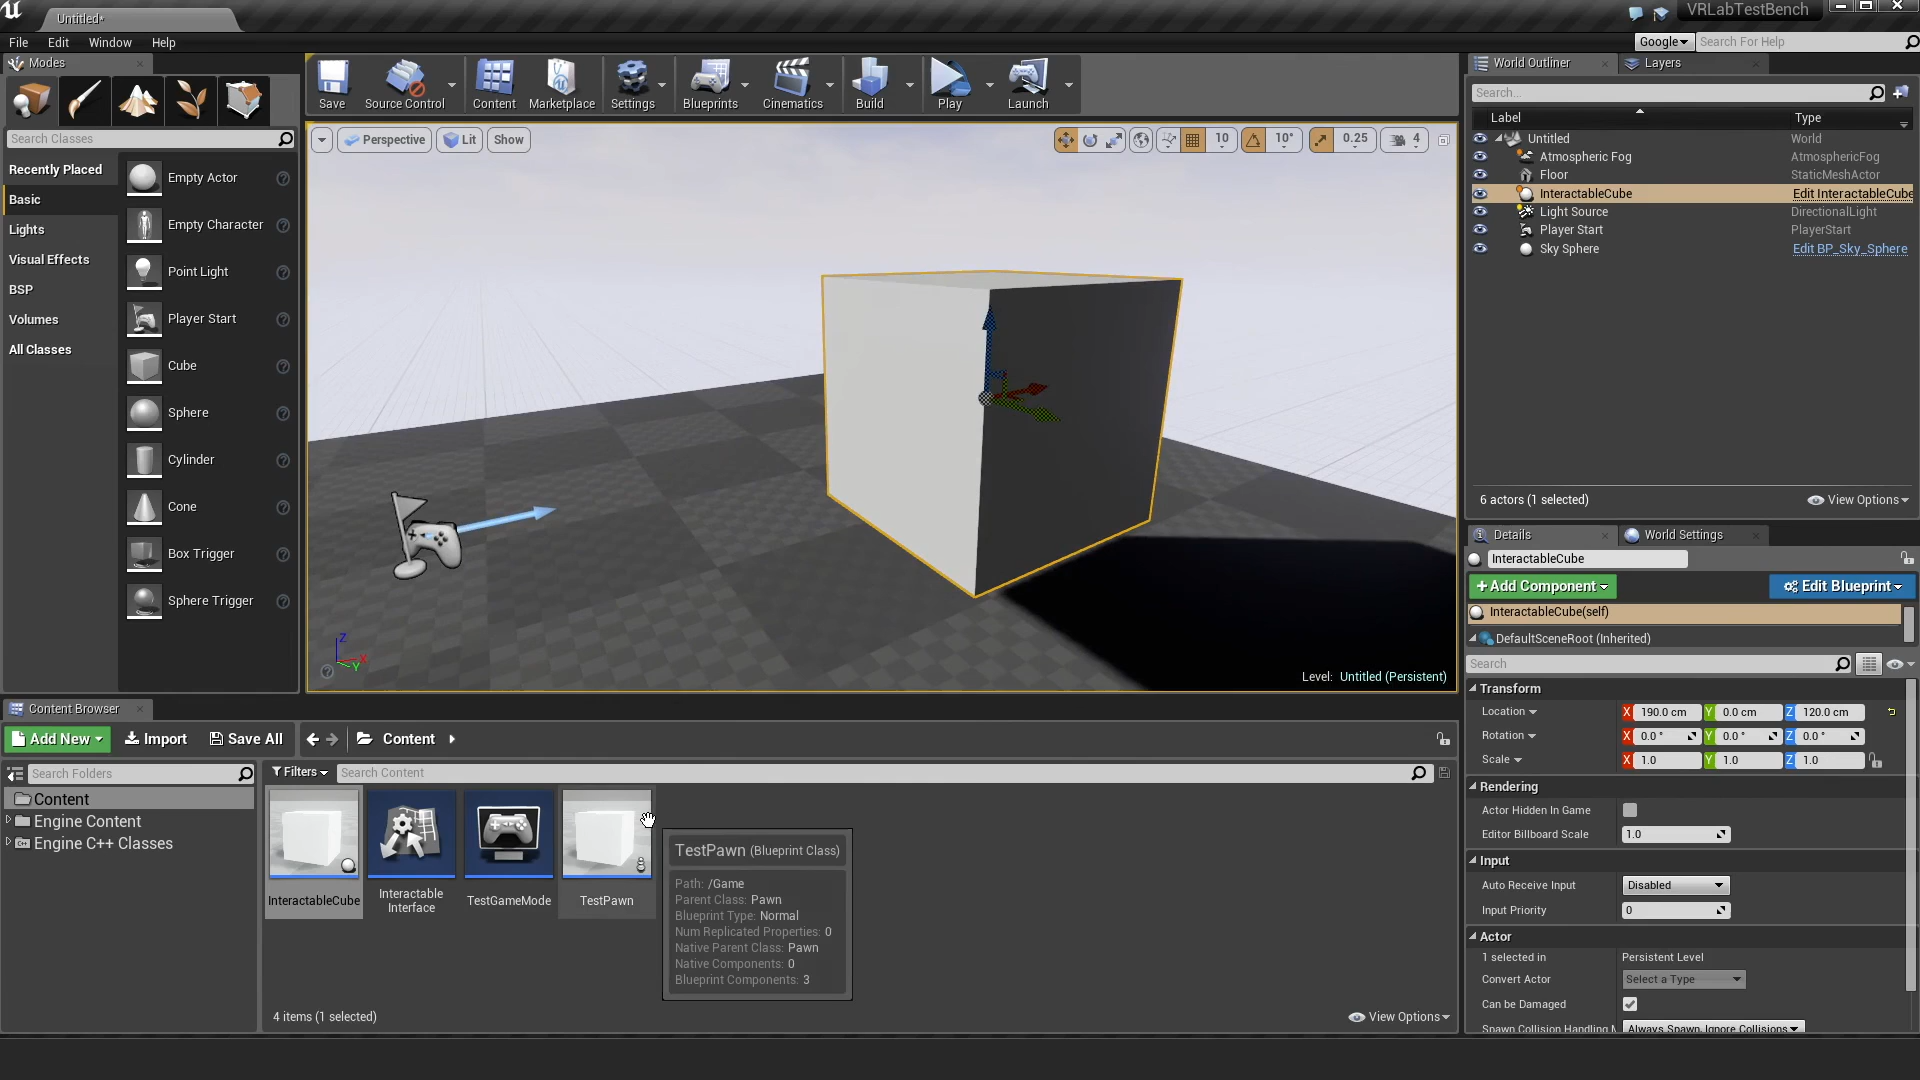 Untitled*
VRLabTestBench
File Edit Window Help
Google Search For Help
Modes
Save Source Control Content Marketplace Settings Blueprints Cinematics Build Play Launch
World Outliner Layers
Search Classes
Search...
Recently Placed
Basic
Lights
Visual Effects
BSP
Volumes
All Classes
Empty Actor
Empty Character
Point Light
Player Start
Cube
Sphere
Cylinder
Cone
Box Trigger
Sphere Trigger
Perspective Lit Show
10 10° 0.25 4
Z
X
Y
Level: Untitled (Persistent)
Label Type
Untitled World
Atmospheric Fog AtmosphericFog
Floor StaticMeshActor
InteractableCube Edit InteractableCube
Light Source DirectionalLight
Player Start PlayerStart
Sky Sphere Edit BP_Sky_Sphere
6 actors (1 selected) View Options
Details World Settings
InteractableCube
+Add Component Edit Blueprint
InteractableCube(self)
DefaultSceneRoot (Inherited)
Search
Transform
Location X 190.0 cm Y 0.0 cm Z 120.0 cm
Rotation X 0.0 ° Y 0.0 ° Z 0.0 °
Scale X 1.0 Y 1.0 Z 1.0
Rendering
Actor Hidden In Game
Editor Billboard Scale 1.0
Input
Auto Receive Input Disabled
Input Priority 0
Actor
1 selected in Persistent Level
Convert Actor Select a Type
Can be Damaged
Spawn Collision Handling M Always Spawn, Ignore Collisions
Content Browser
Add New Import Save All Content
Search Folders
Filters Search Content
Content
Engine Content
Engine C++ Classes
InteractableCube
Interactable
Interface
TestGameMode
TestPawn
TestPawn (Blueprint Class)
Path: /Game
Parent Class: Pawn
Blueprint Type: Normal
Num Replicated Properties: 0
Native Parent Class: Pawn
Native Components: 0
Blueprint Components: 3
4 items (1 selected) View Options